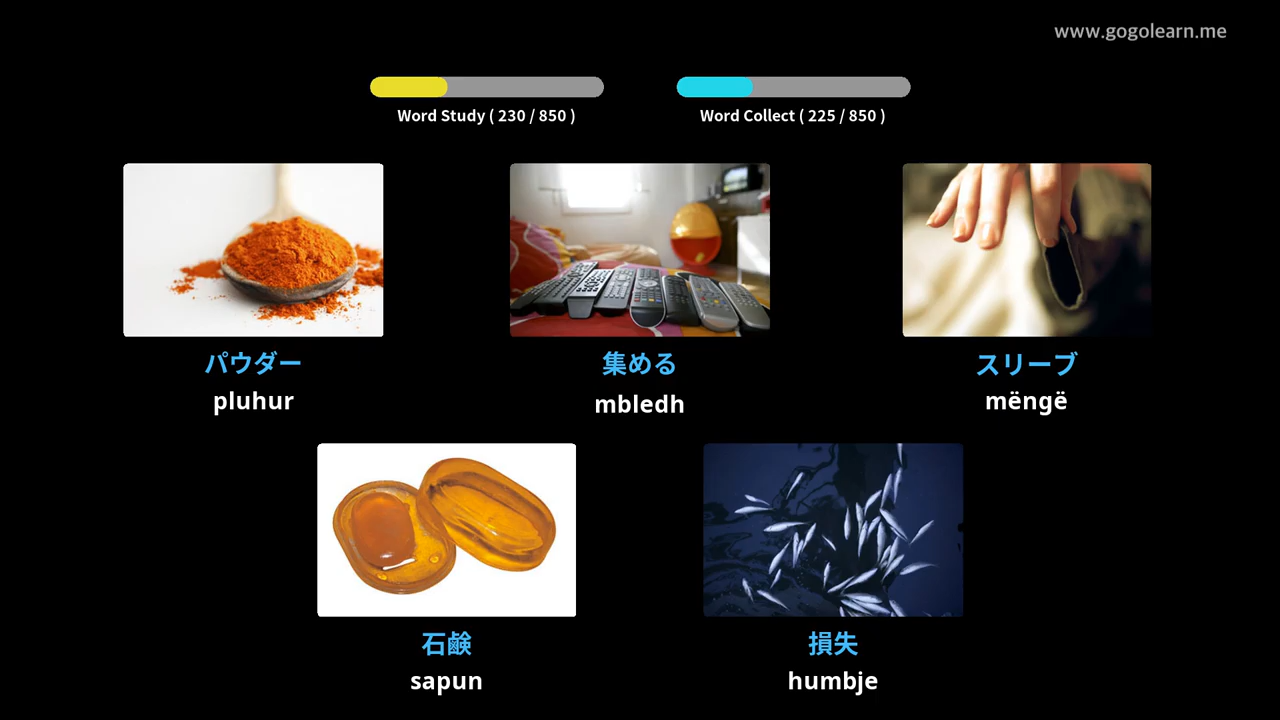 www.gogolearn.me
Word Study ( 230 / 850 )
Word Collect ( 225 / 850 )
パウダー
pluhur
集める
mbledh
スリーブ
mëngë
石鹸
sapun
損失
humbje